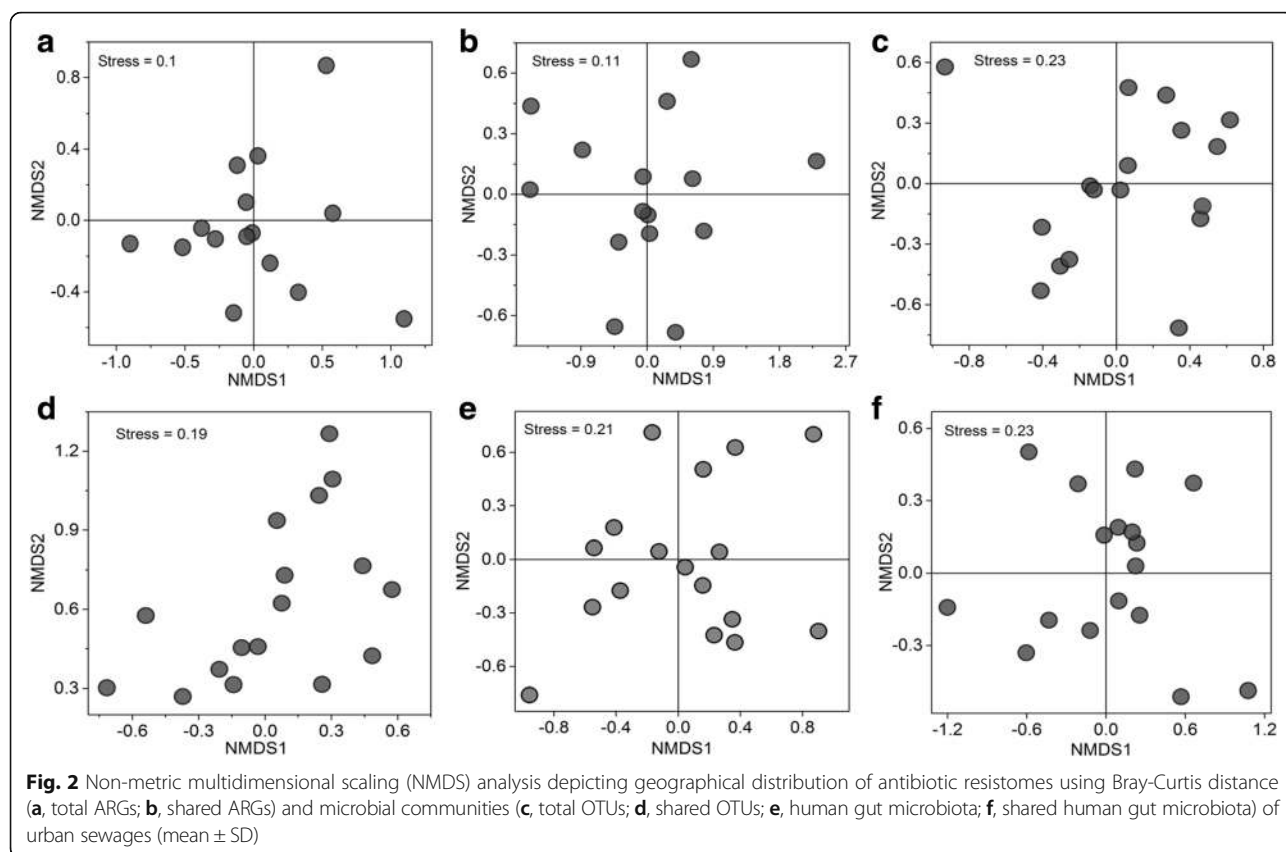 a
Stress = 0.1
0.8
0.4
0.0
-0.4
NMDS2
-1.0 -0.5 0.0 0.5 1.0
NMDS1
b
Stress = 0.11
0.6
0.3
0.0
-0.3
-0.6
NMDS2
-0.9 0.0 0.9 1.8 2.7
NMDS1
c
Stress = 0.23
0.6
0.3
0.0
-0.3
-0.6
NMDS2
-0.8 -0.4 0.0 0.4 0.8
NMDS1
d
Stress = 0.19
1.2
0.9
0.6
0.3
NMDS2
-0.6 -0.3 0.0 0.3 0.6
NMDS1
e
Stress = 0.21
0.6
0.3
0.0
-0.3
-0.6
NMDS2
-0.8 -0.4 0.0 0.4 0.8
NMDS1
f
Stress = 0.23
0.6
0.3
0.0
-0.3
NMDS2
-1.2 -0.6 0.0 0.6 1.2
NMDS1
Fig. 2 Non-metric multidimensional scaling (NMDS) analysis depicting geographical distribution of antibiotic resistomes using Bray-Curtis distance
(a, total ARGs; b, shared ARGs) and microbial communities (c, total OTUs; d, shared OTUs; e, human gut microbiota; f, shared human gut microbiota) of
urban sewages (mean ± SD)